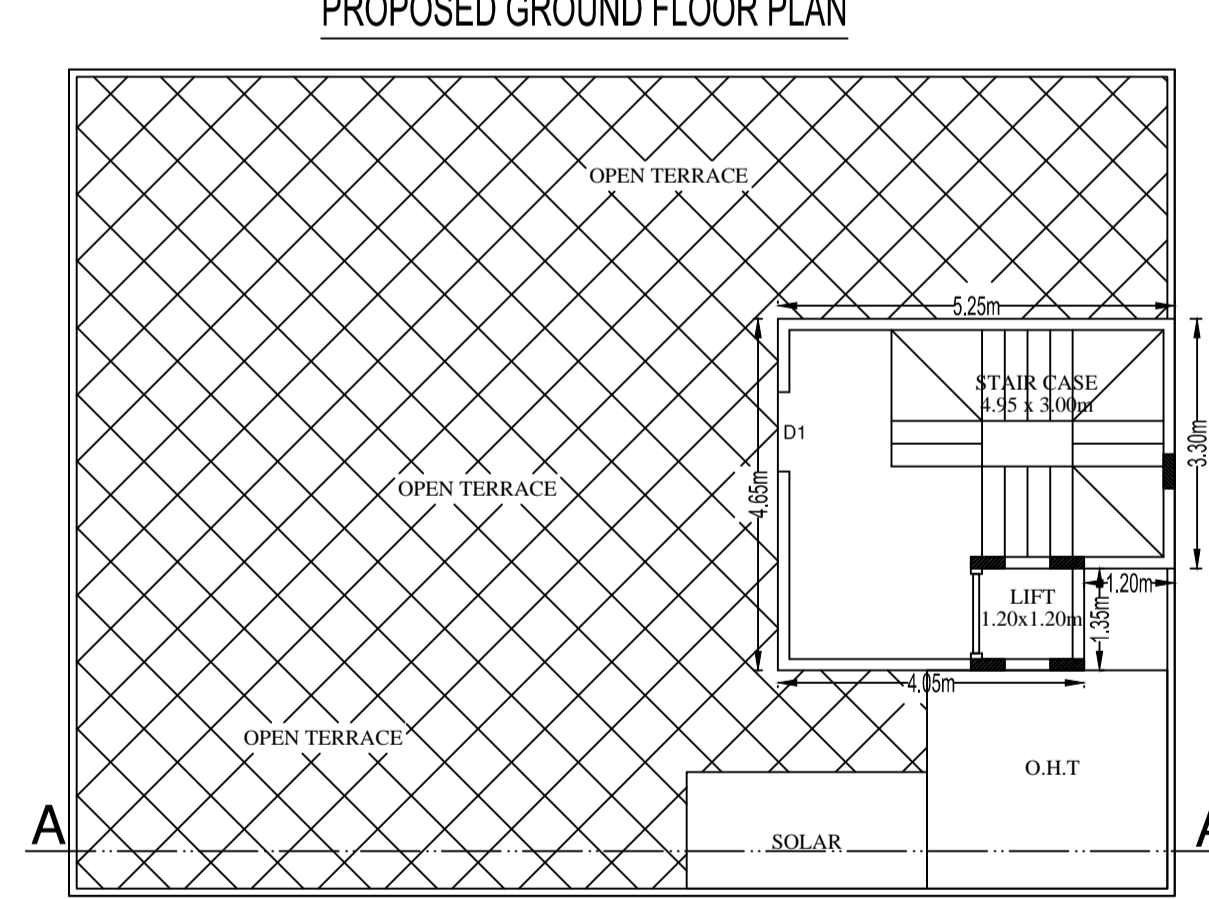 PROPOSED GROUND FLOOR PLAN
OPEN TERRACE
5.25m
STAIR CASE
4.95 x 3.00m
D1
3.30m
4.65m
OPEN TERRACE
LIFT
1.20x1.20m
1.35m
1.20m
4.05m
OPEN TERRACE
O.H.T
SOLAR
A
A